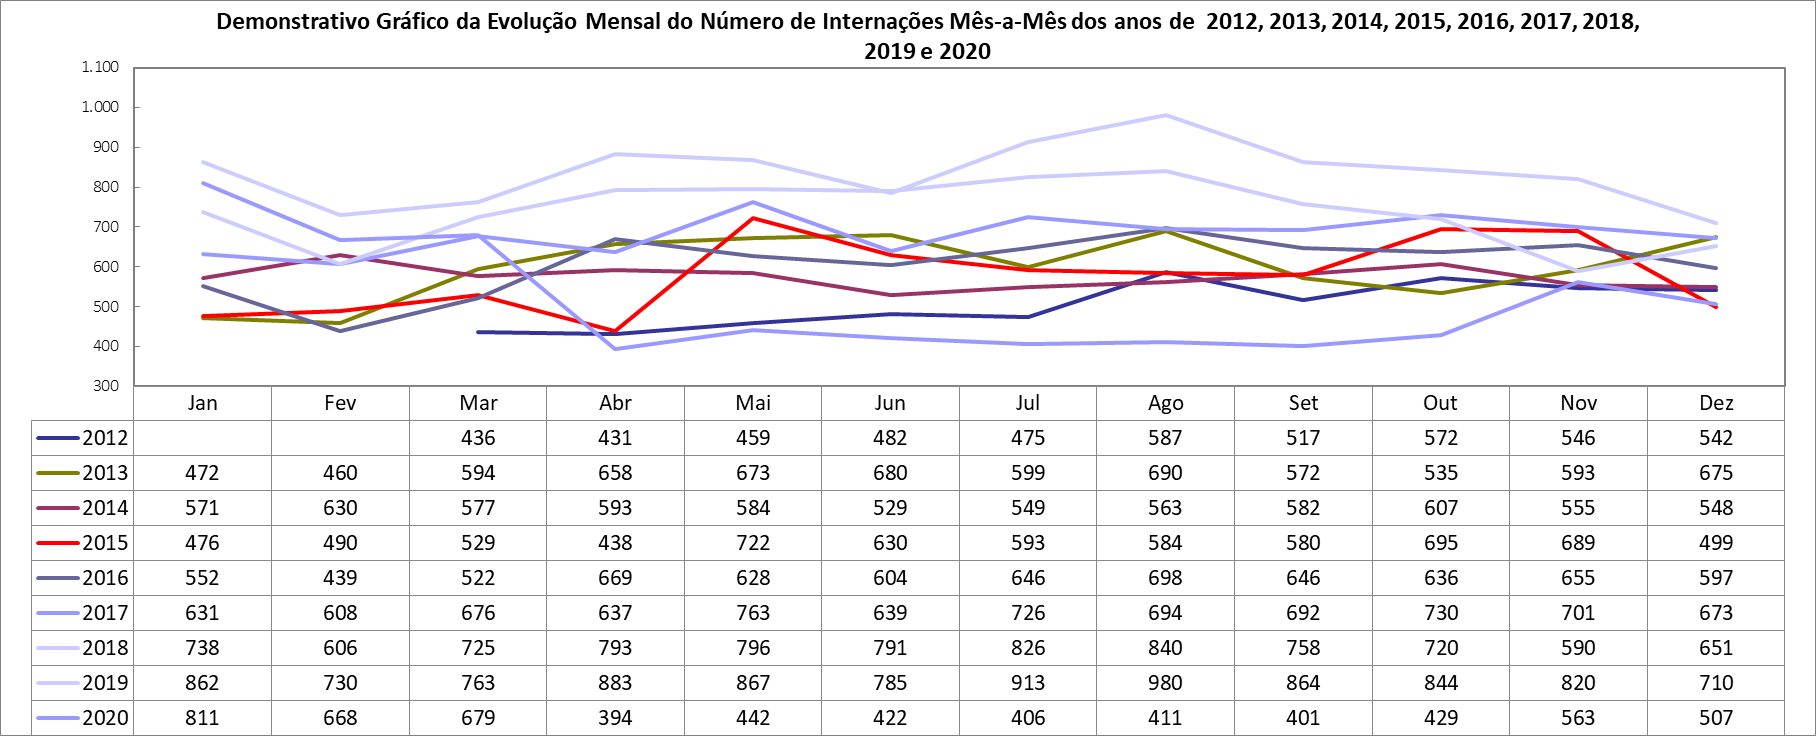 Demonstrativo Gráfico da Evolução Mensal do Número de Internações Mês-a-Mês dos anos de 2012, 2013, 2014, 2015, 2016, 2017, 2018,
2019 e 2020
1.100
1.000
900
800
700
600
500
400
300
Jan Fev Mar Abr Mai Jun Jul Ago Set Out Nov Dez
2012 436 431 459 482 475 587 517 572 546 542
2013 472 460 594 658 673 680 599 690 572 535 593 675
2014 571 630 577 593 584 529 549 563 582 607 555 548
2015 476 490 529 438 722 630 593 584 580 695 689 499
2016 552 439 522 669 628 604 646 698 646 636 655 597
2017 631 608 676 637 763 639 726 694 692 730 701 673
2018 738 606 725 793 796 791 826 840 758 720 590 651
2019 862 730 763 883 867 785 913 980 864 844 820 710
2020 811 668 679 394 442 422 406 411 401 429 563 507